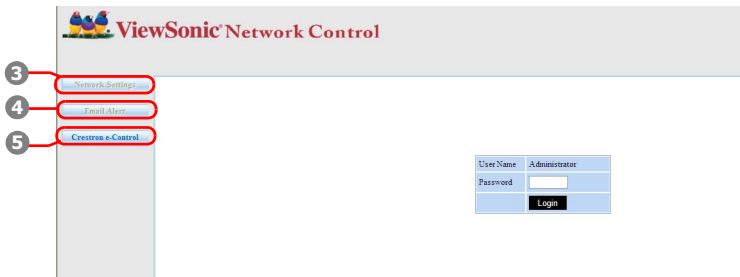 ViewSonic® Network Control
3 Network Settings
4 Email Alert
5 Crestron e-Control
User Name Administrator
Password
Login